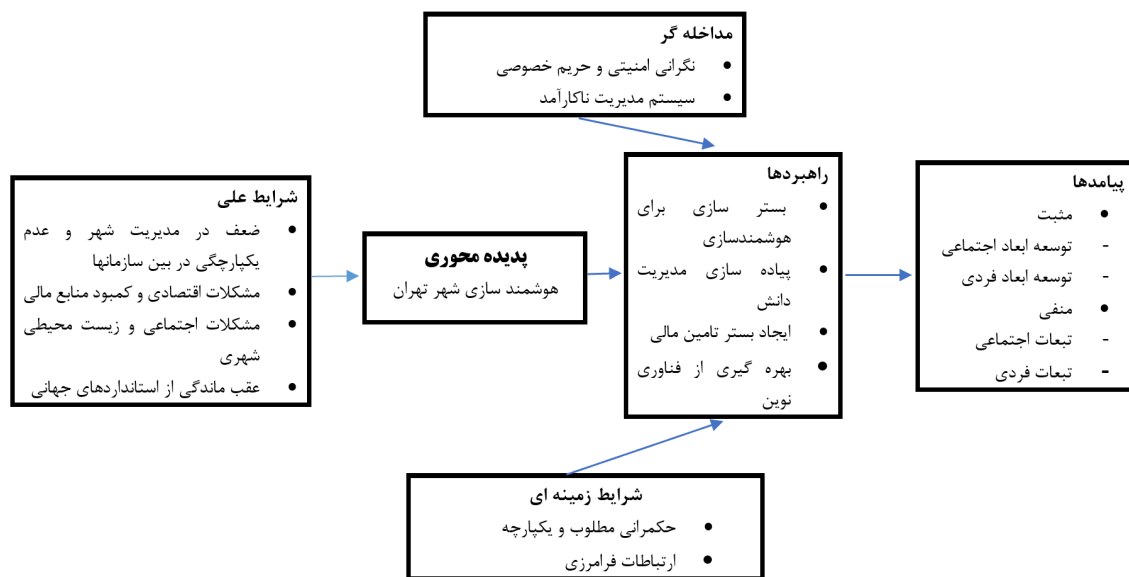 مداخله گر
• نگرانی امنیتی و حریم خصوصی
• سیستم مدیریت ناکارآمد
شرایط علی
• ضعف در مدیریت شهر و عدم
یکپارچگی در بین سازمانها
• مشکلات اقتصادی و کمبود منابع مالی
• مشکلات اجتماعی و زیست محیطی
شهری
• عقب ماندگی از استانداردهای جهانی
پدیده محوری
هوشمند سازی شهر تهران
راهبردها
• بستر سازی برای
هوشمندسازی
• پیاده سازی مدیریت
دانش
• ایجاد بستر تامین مالی
• بهره گیری از فناوری
نوین
پیامدها
• مثبت
- توسعه ابعاد اجتماعی
- توسعه ابعاد فردی
• منفی
- تبعات اجتماعی
- تبعات فردی
شرایط زمینه ای
• حکمرانی مطلوب و یکپارچه
• ارتباطات فرامرزی